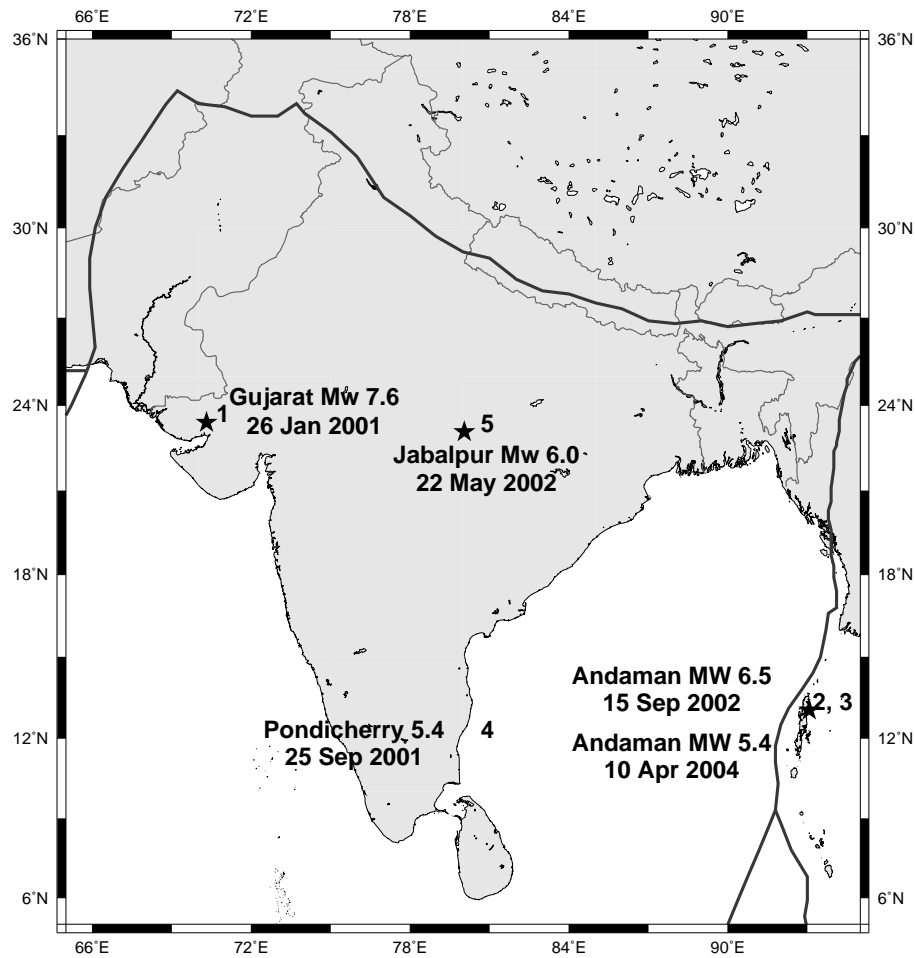 66˚E 72˚E 78˚E 84˚E 90˚E
36˚N 36˚N
30˚N 30˚N
24˚N 24˚N
18˚N 18˚N
12˚N 12˚N
6˚N 6˚N
1 Gujarat Mw 7.6
26 Jan 2001
5
Jabalpur Mw 6.0
22 May 2002
Andaman MW 6.5
15 Sep 2002
2, 3
Pondicherry 5.4
25 Sep 2001
4
Andaman MW 5.4
10 Apr 2004
66˚E 72˚E 78˚E 84˚E 90˚E